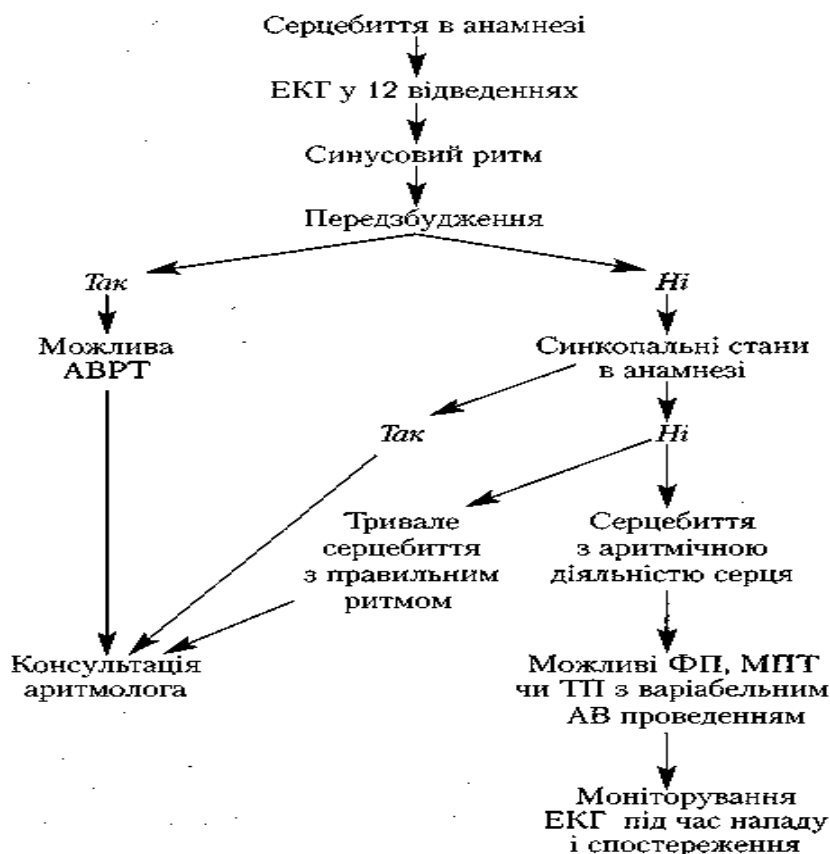 Серцебиття в анамнезі
ЕКГ у 12 відведеннях
Синусовий ритм
Передзбудження
Так
Ні
Можлива
АВРТ
Синкопальні стани
в анамнезі
Так
Ні
Тривале
серцебиття
з правильним
ритмом
Серцебиття
з аритмічною
діяльністю серця
Консультація
аритмолога
Можливі ФП, МПТ
чи ТП з варіабельним
АВ проведенням
Моніторування
ЕКГ під час нападу
і спостереження